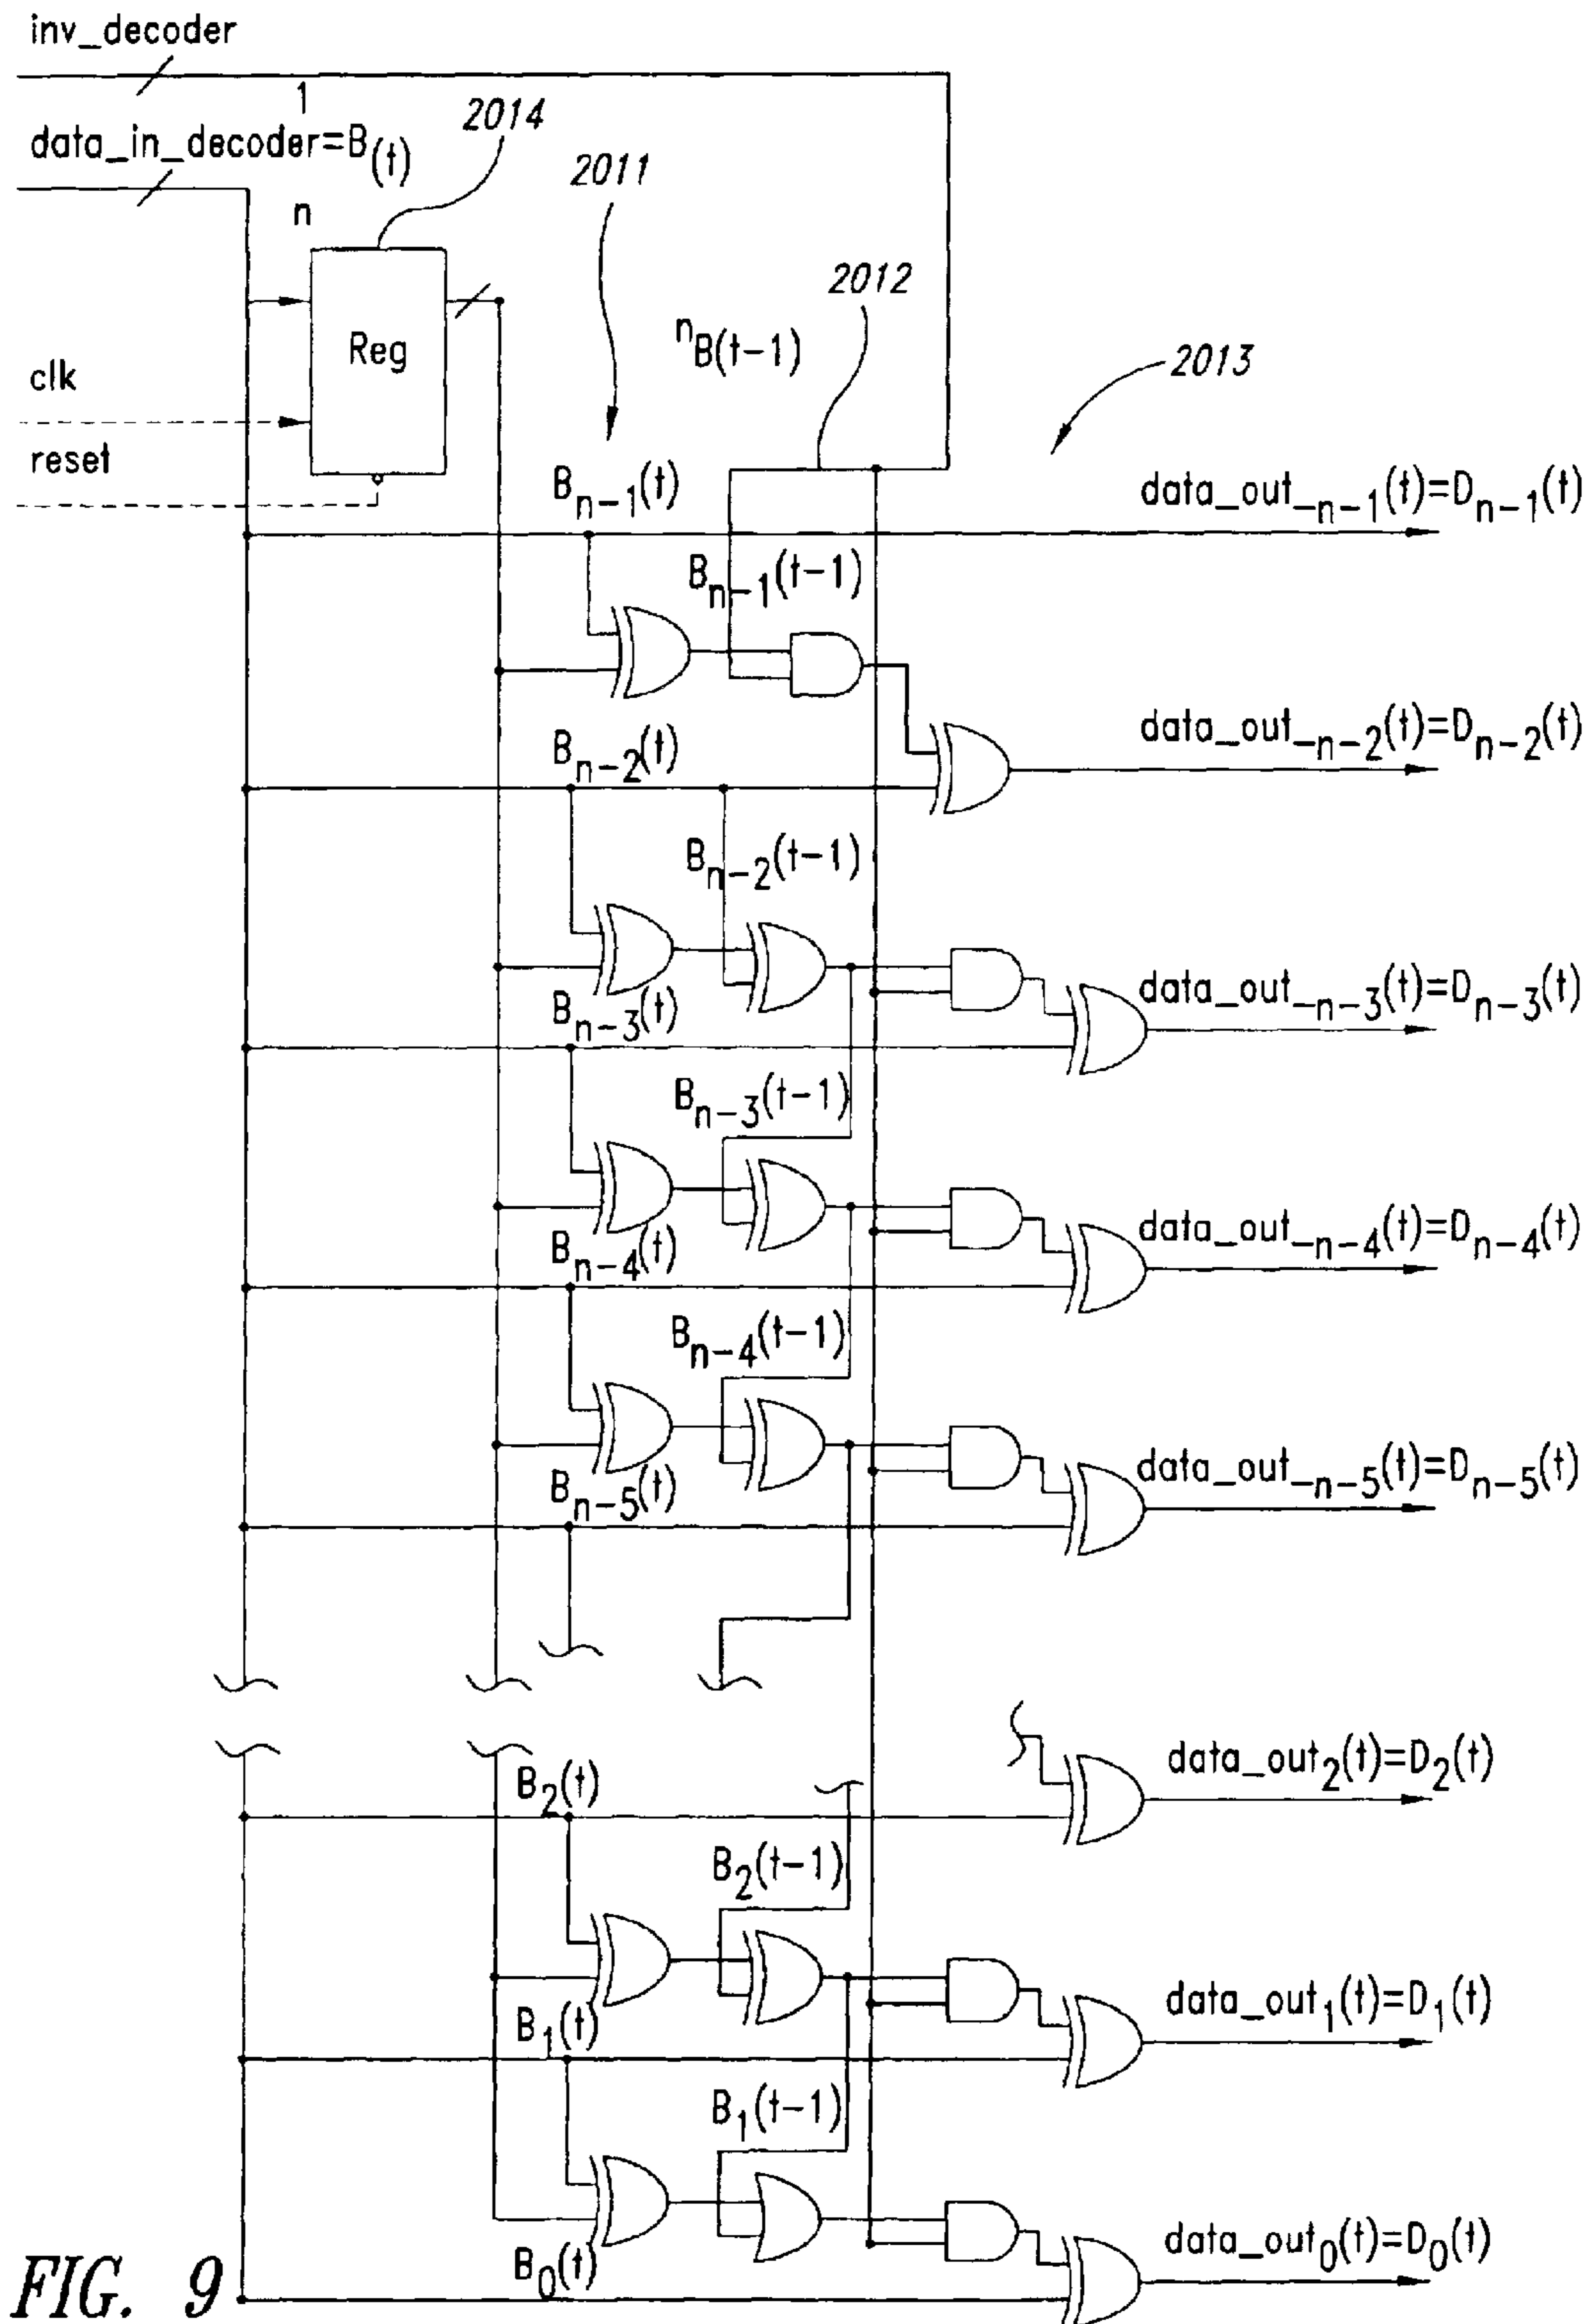 inv_decoder
1
2014
data_in_decoder=B(t)
2011
n
2012
Reg
nB(t-1)
2013
clk
reset
Bn-1(t)
data_out_n-1(t)=Dn-1(t)
Bn-1(t-1)
Bn-2(t)
data_out_n-2(t)=Dn-2(t)
Bn-2(t-1)
Bn-3(t)
data_out_n-3(t)=Dn-3(t)
Bn-3(t-1)
Bn-4(t)
data_out_n-4(t)=Dn-4(t)
Bn-4(t-1)
Bn-5(t)
data_out_n-5(t)=Dn-5(t)
B2(t)
data_out2(t)=D2(t)
B2(t-1)
B1(t)
data_out1(t)=D1(t)
B1(t-1)
B0(t)
data_out0(t)=D0(t)
FIG. 9